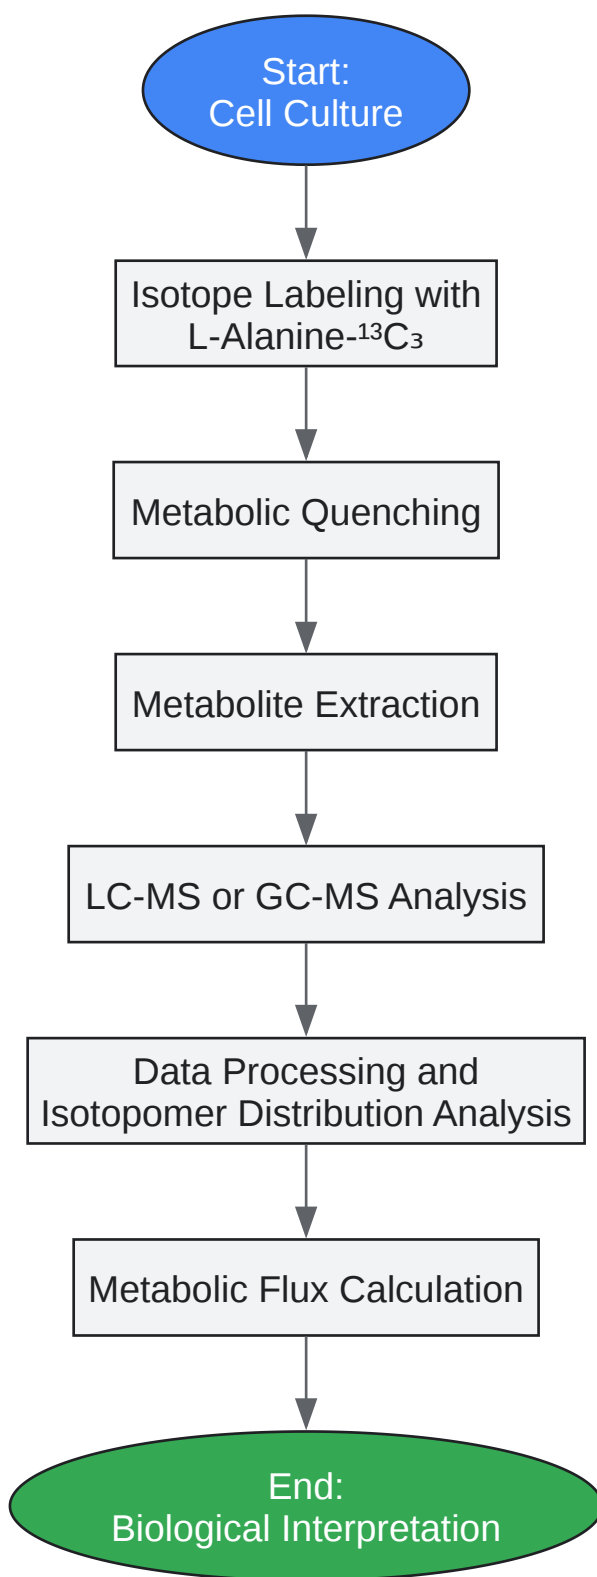 Start:
Cell Culture
Isotope Labeling with
L-Alanine-¹³C₃
Metabolic Quenching
Metabolite Extraction
LC-MS or GC-MS Analysis
Data Processing and
Isotopomer Distribution Analysis
Metabolic Flux Calculation
End:
Biological Interpretation